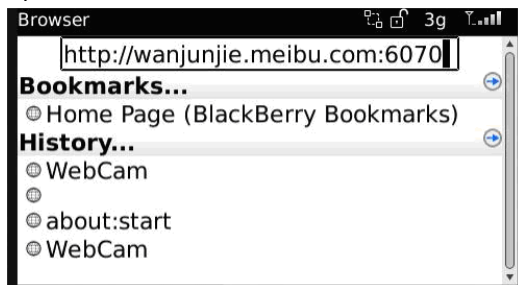 Browser 3g
http://wanjunjie.meibu.com:6070
Bookmarks...
Home Page (BlackBerry Bookmarks)
History...
WebCam
about:start
WebCam